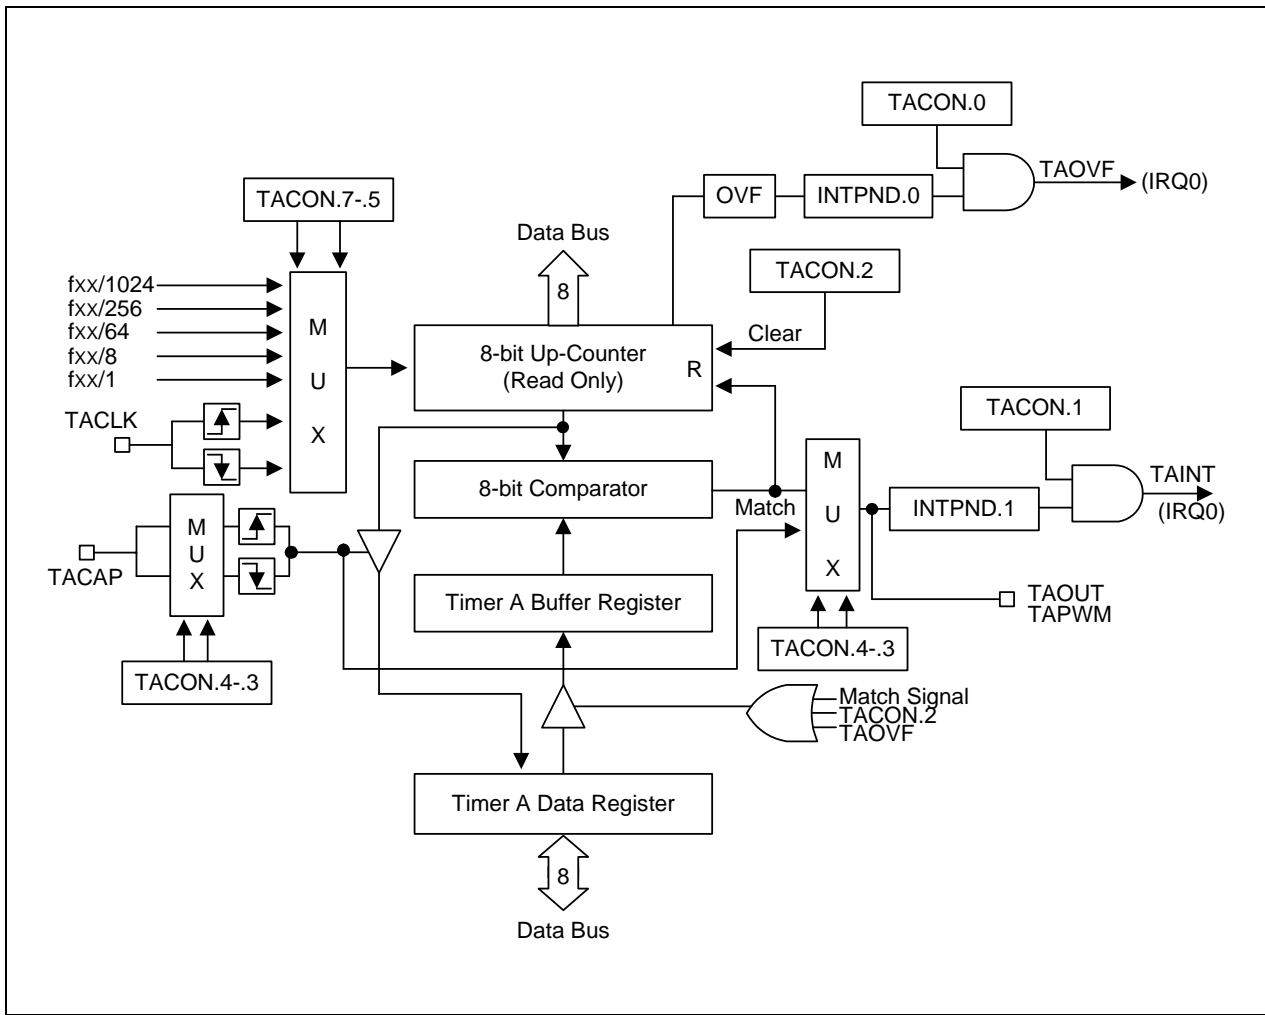 TACON.0
TAOVF
(IRQ0)
OVF
INTPND.0
TACON.7-.5
Data Bus
TACON.2
8
fxx/1024
fxx/256
fxx/64
fxx/8
fxx/1
M
U
X
Clear
8-bit Up-Counter
(Read Only)
R
TACLK
TACON.1
8-bit Comparator
Match
M
U
X
INTPND.1
TAINT
(IRQ0)
M
U
X
TACAP
Timer A Buffer Register
TAOUT
TAPWM
TACON.4-.3
TACON.4-.3
Match Signal
TACON.2
TAOVF
Timer A Data Register
8
Data Bus